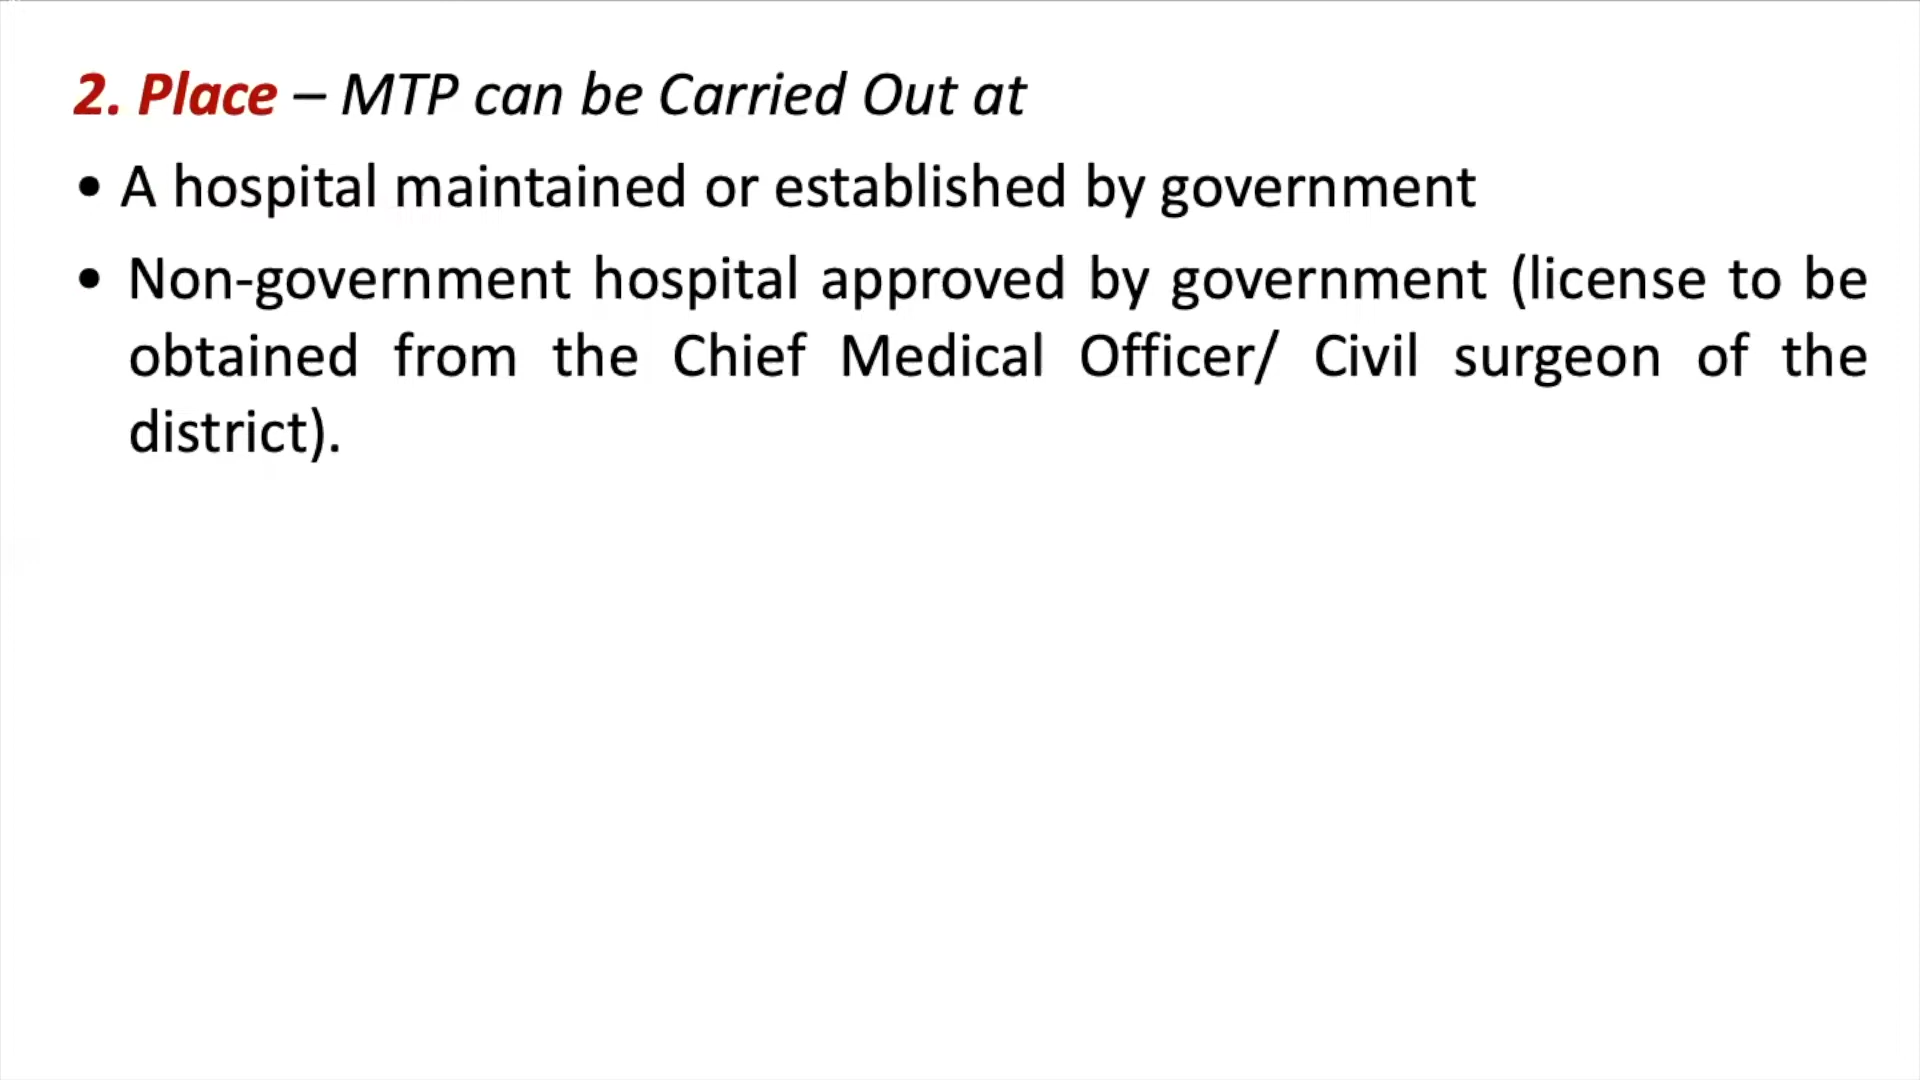 2. Place – MTP can be Carried Out at
• A hospital maintained or established by government
• Non-government hospital approved by government (license to be
obtained from the Chief Medical Officer/ Civil surgeon of the
district).